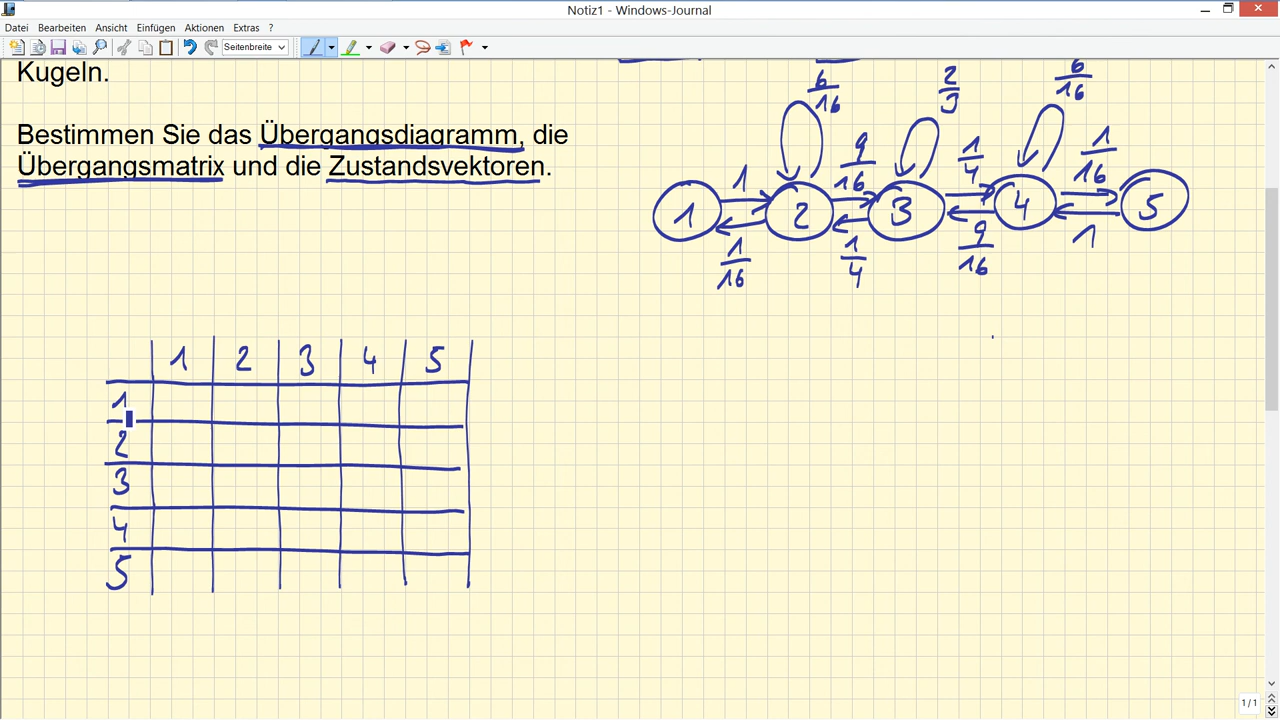 Notiz1 - Windows-Journal
Datei Bearbeiten Ansicht Einfügen Aktionen Extras ?
Seitenbreite
Kugeln.
Bestimmen Sie das Übergangsdiagramm, die
Übergangsmatrix und die Zustandsvektoren.
6/16 2/3 6/16
1 9/16 1/4 1/16
1 2 3 4 5
1/16 1/4 9/16 1
1 2 3 4 5
1
2
3
4
5
1/1